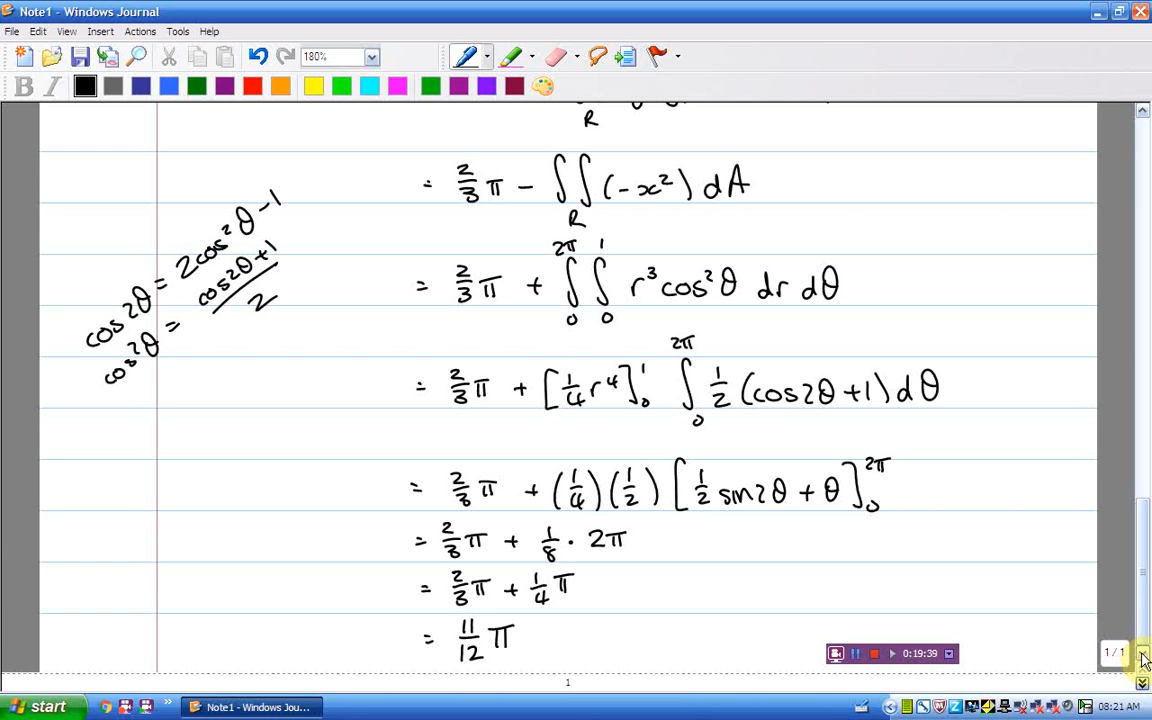 Note1 - Windows Journal
File Edit View Insert Actions Tools Help
180%
B I
R
= 2/3 π - ∫∫ (-x²) dA
R
= 2/3 π + ∫₀^2π ∫₀^1 r³cos²θ dr dθ
= 2/3 π + [1/4 r⁴]₀^1 ∫₀^2π 1/2 (cos2θ+1) dθ
= 2/3 π + (1/4)(1/2) [1/2 sin2θ + θ]₀^2π
= 2/3 π + 1/8 · 2π
= 2/3 π + 1/4 π
= 11/12 π
cos2θ = 2cos²θ-1
cos²θ = cos2θ+1/2
0:19:39
1 / 1
1
start
Note1 - Windows Jou...
08:21 AM